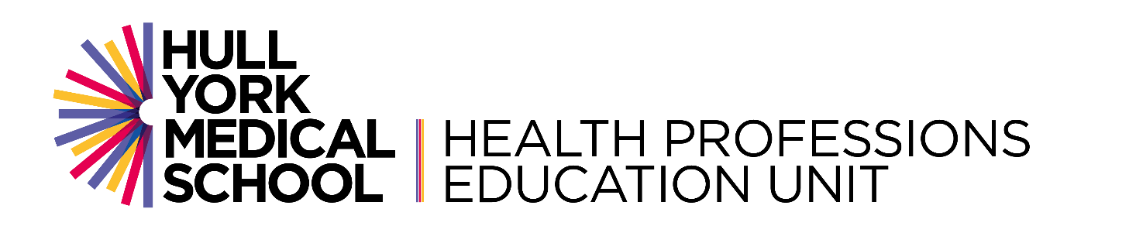 HULL
YORK
MEDICAL
SCHOOL
HEALTH PROFESSIONS
EDUCATION UNIT